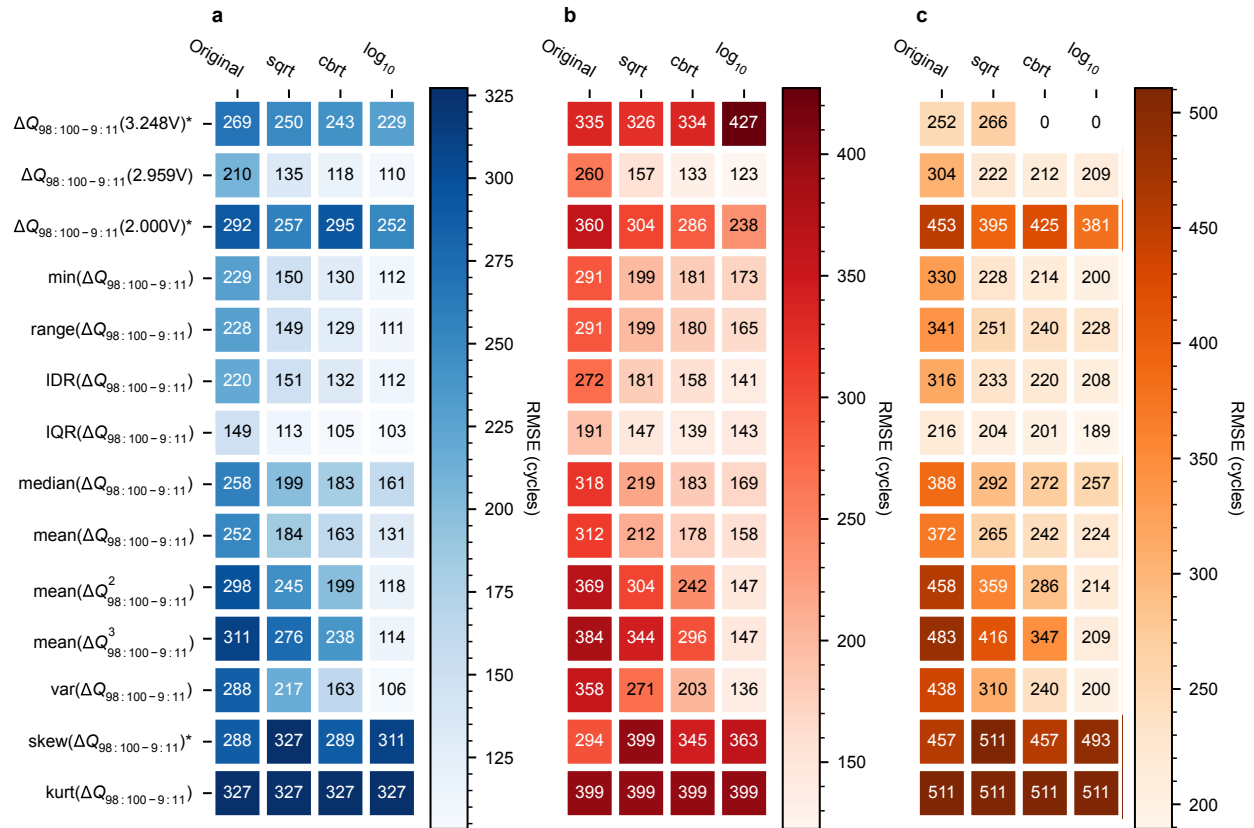 a b c
Original sqrt cbrt log₁₀ Original sqrt cbrt log₁₀ Original sqrt cbrt log₁₀
ΔQ₉₈:₁₀₀₋₉:₁₁(3.248V)* 269 250 243 229 335 326 334 427 252 266 0 0
ΔQ₉₈:₁₀₀₋₉:₁₁(2.959V) 210 135 118 110 260 157 133 123 304 222 212 209
ΔQ₉₈:₁₀₀₋₉:₁₁(2.000V)* 292 257 295 252 360 304 286 238 453 395 425 381
min(ΔQ₉₈:₁₀₀₋₉:₁₁) 229 150 130 112 291 199 181 173 330 228 214 200
range(ΔQ₉₈:₁₀₀₋₉:₁₁) 228 149 129 111 291 199 180 165 341 251 240 228
IDR(ΔQ₉₈:₁₀₀₋₉:₁₁) 220 151 132 112 272 181 158 141 316 233 220 208
IQR(ΔQ₉₈:₁₀₀₋₉:₁₁) 149 113 105 103 191 147 139 143 216 204 201 189
median(ΔQ₉₈:₁₀₀₋₉:₁₁) 258 199 183 161 318 219 183 169 388 292 272 257
mean(ΔQ₉₈:₁₀₀₋₉:₁₁) 252 184 163 131 312 212 178 158 372 265 242 224
mean(ΔQ²₉₈:₁₀₀₋₉:₁₁) 298 245 199 118 369 304 242 147 458 359 286 214
mean(ΔQ³₉₈:₁₀₀₋₉:₁₁) 311 276 238 114 384 344 296 147 483 416 347 209
var(ΔQ₉₈:₁₀₀₋₉:₁₁) 288 217 163 106 358 271 203 136 438 310 240 200
skew(ΔQ₉₈:₁₀₀₋₉:₁₁)* 288 327 289 311 294 399 345 363 457 511 457 493
kurt(ΔQ₉₈:₁₀₀₋₉:₁₁) 327 327 327 327 399 399 399 399 511 511 511 511
325
300
275
250
225
200
175
150
125
RMSE (cycles)
400
350
300
250
200
150
RMSE (cycles)
500
450
400
350
300
250
200
RMSE (cycles)